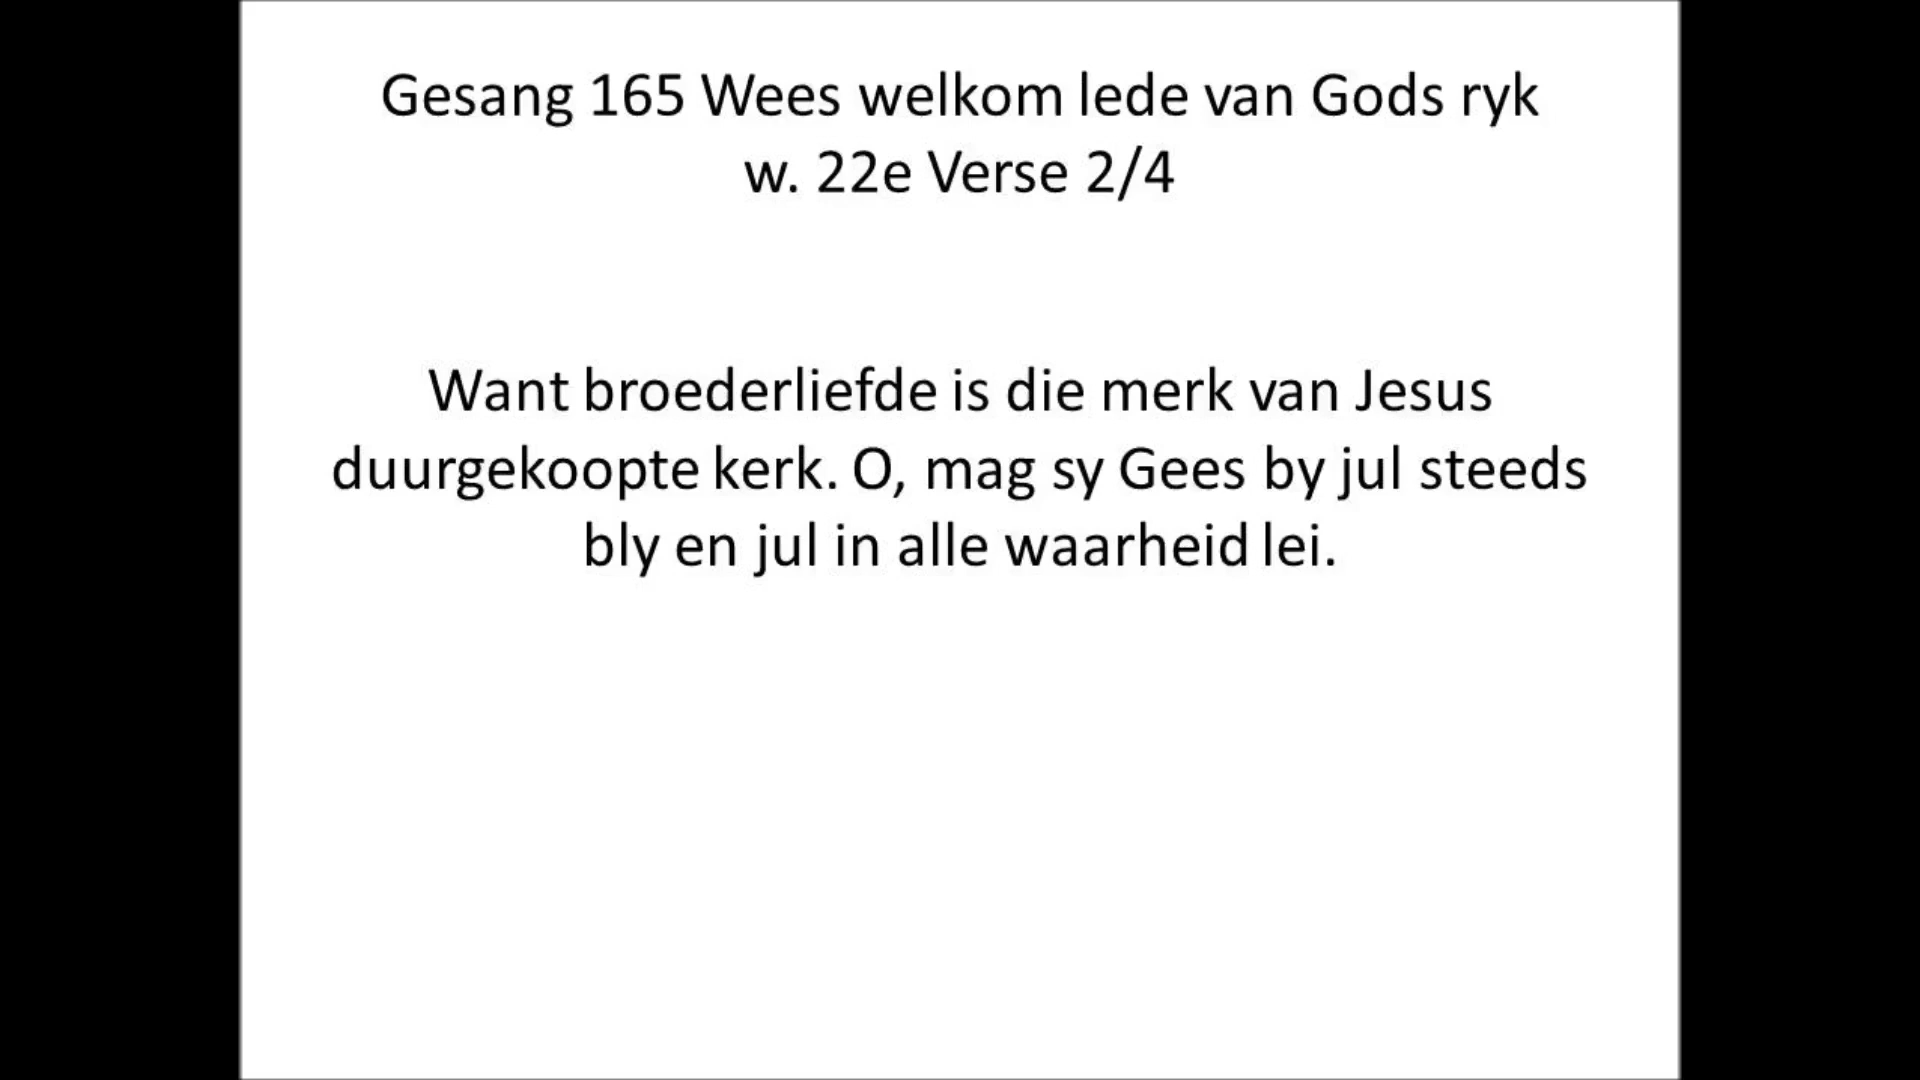 Gesang 165 Wees welkom lede van Gods ryk
w. 22e Verse 2/4
Want broederliefde is die merk van Jesus
duurgekoopte kerk. O, mag sy Gees by jul steeds
bly en jul in alle waarheid lei.